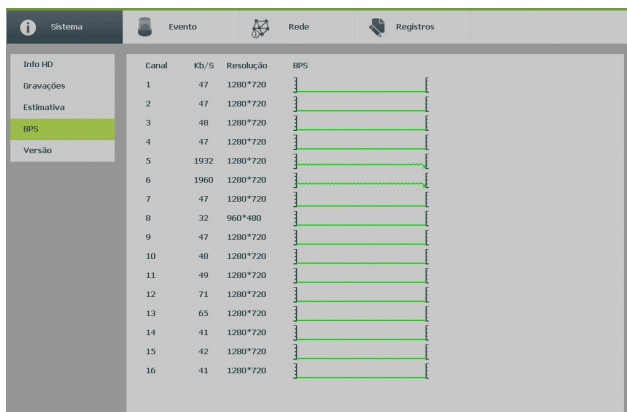 Sistema Evento Rede Registros
Info HD
Gravações
Estimativa
BPS
Versão
Canal Kb/S Resolução BPS
1 47 1280*720
2 47 1280*720
3 48 1280*720
4 47 1280*720
5 1932 1280*720
6 1960 1280*720
7 47 1280*720
8 32 960*480
9 47 1280*720
10 48 1280*720
11 49 1280*720
12 71 1280*720
13 65 1280*720
14 41 1280*720
15 42 1280*720
16 41 1280*720